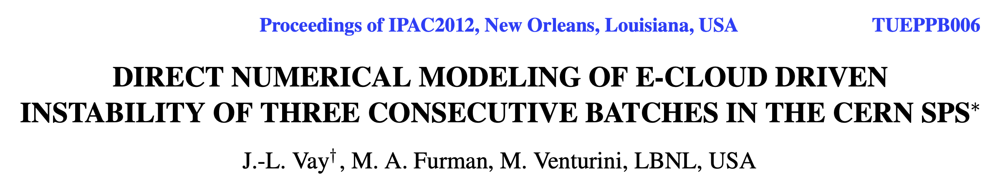 Proceedings of IPAC2012, New Orleans, Louisiana, USA TUEPPB006
DIRECT NUMERICAL MODELING OF E-CLOUD DRIVEN
INSTABILITY OF THREE CONSECUTIVE BATCHES IN THE CERN SPS*
J.-L. Vay†, M. A. Furman, M. Venturini, LBNL, USA